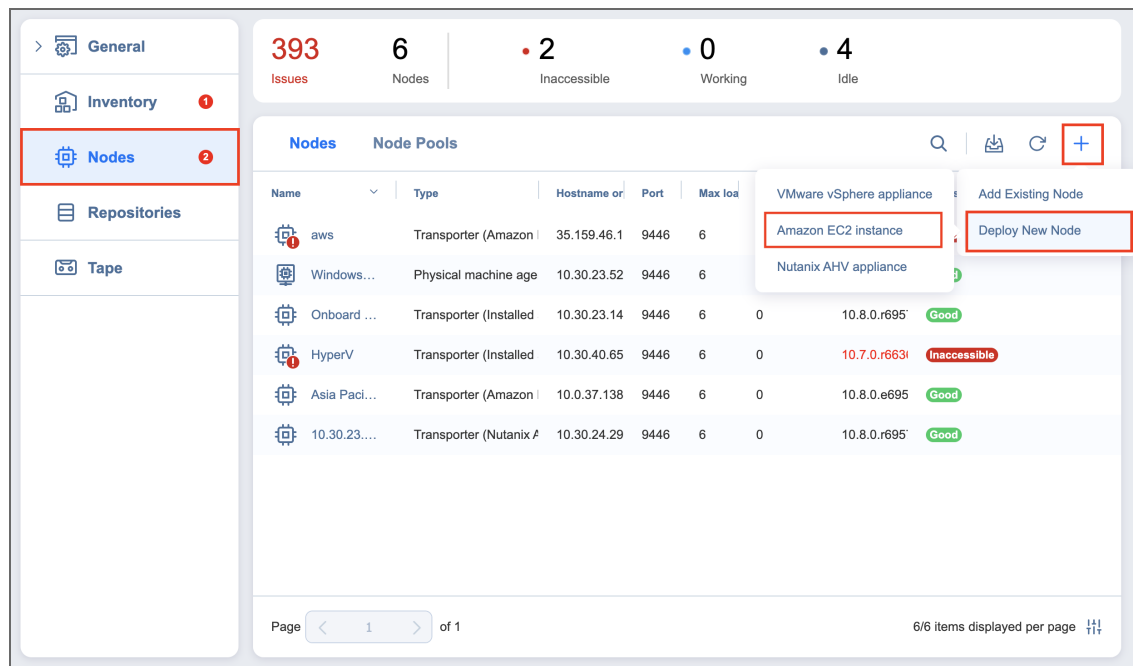 General
Inventory
1
Nodes
2
Repositories
Tape
393
Issues
6
Nodes
2
Inaccessible
0
Working
4
Idle
Nodes
Node Pools
Name Type Hostname or Port Max loa
VMware vSphere appliance
Amazon EC2 instance
Nutanix AHV appliance
Add Existing Node
Deploy New Node
aws Transporter (Amazon 35.159.46.1 9446 6
Windows... Physical machine age 10.30.23.52 9446 6
Onboard ... Transporter (Installed 10.30.23.14 9446 6 0 10.8.0.r695 Good
HyperV Transporter (Installed 10.30.40.65 9446 6 0 10.7.0.r663 Inaccessible
Asia Paci... Transporter (Amazon 10.0.37.138 9446 6 0 10.8.0.e695 Good
10.30.23.... Transporter (Nutanix A 10.30.24.29 9446 6 0 10.8.0.r695 Good
Page 1 of 1
6/6 items displayed per page